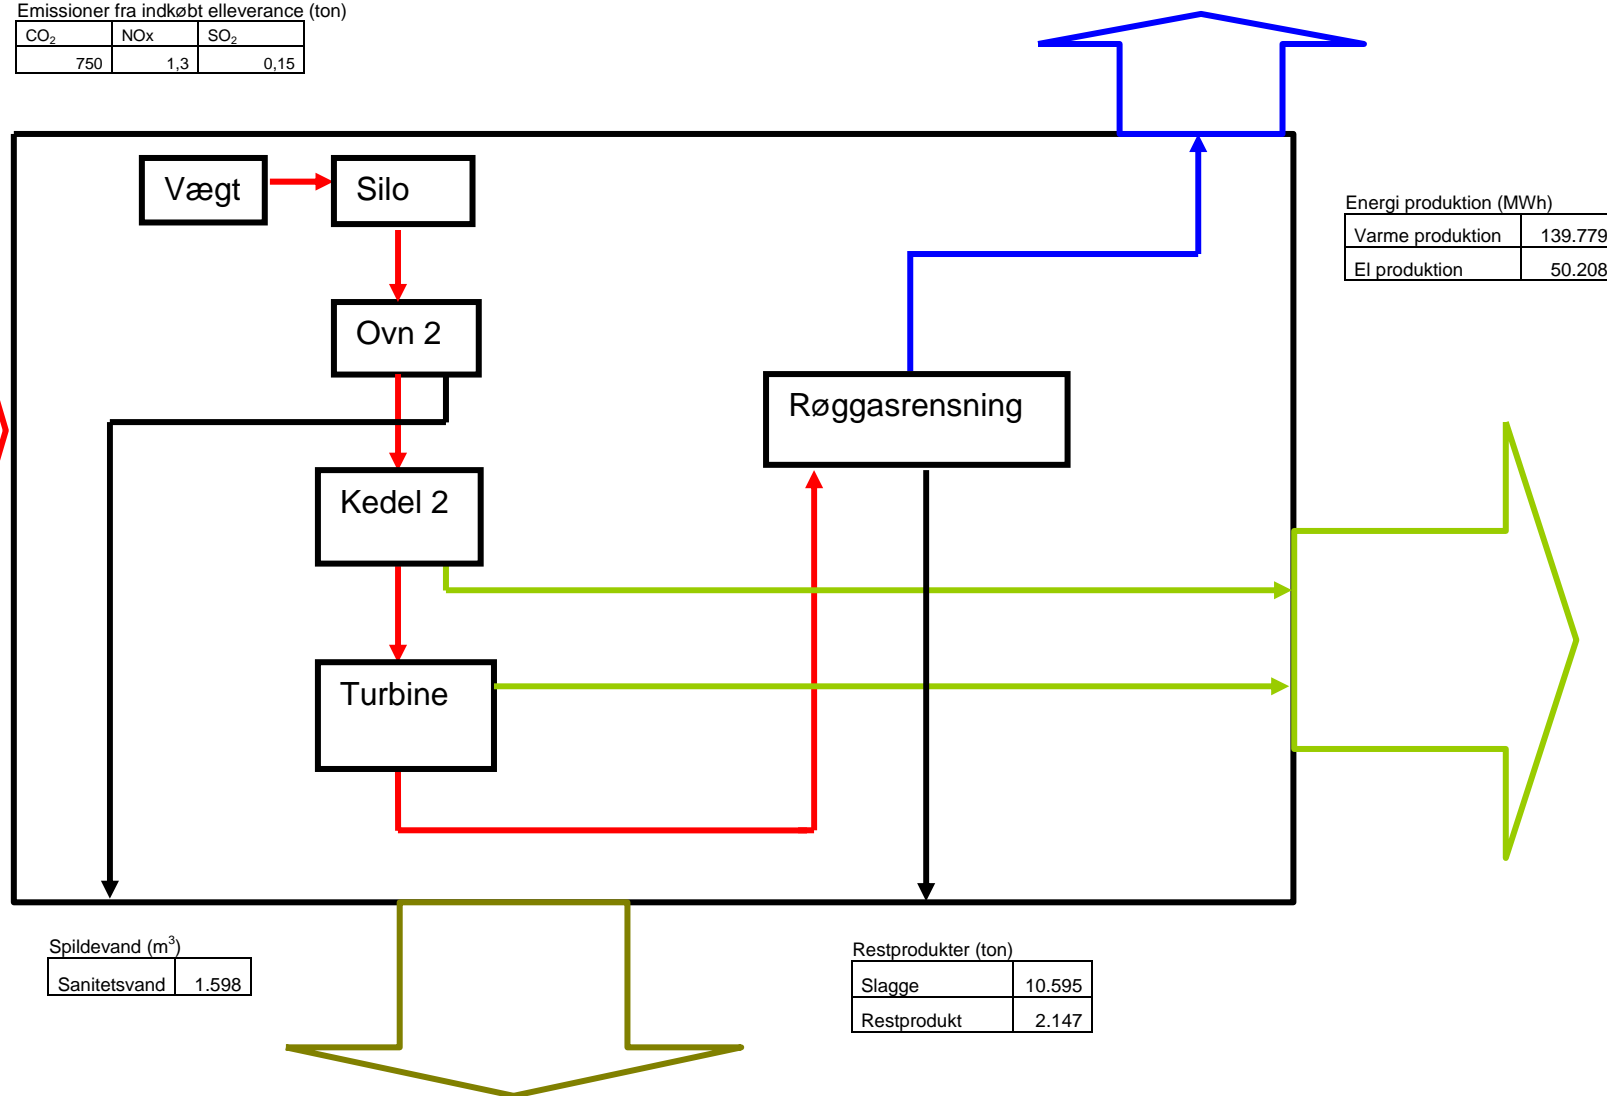 Emissioner fra indkøbt elleverance (ton)
CO₂ NOx SO₂
750 1,3 0,15
Vægt Silo
Energi produktion (MWh)
Varme produktion 139.779
El produktion 50.208
Ovn 2
Røggasrensning
Kedel 2
Turbine
Spildevand (m³)
Sanitetsvand 1.598
Restprodukter (ton)
Slagge 10.595
Restprodukt 2.147